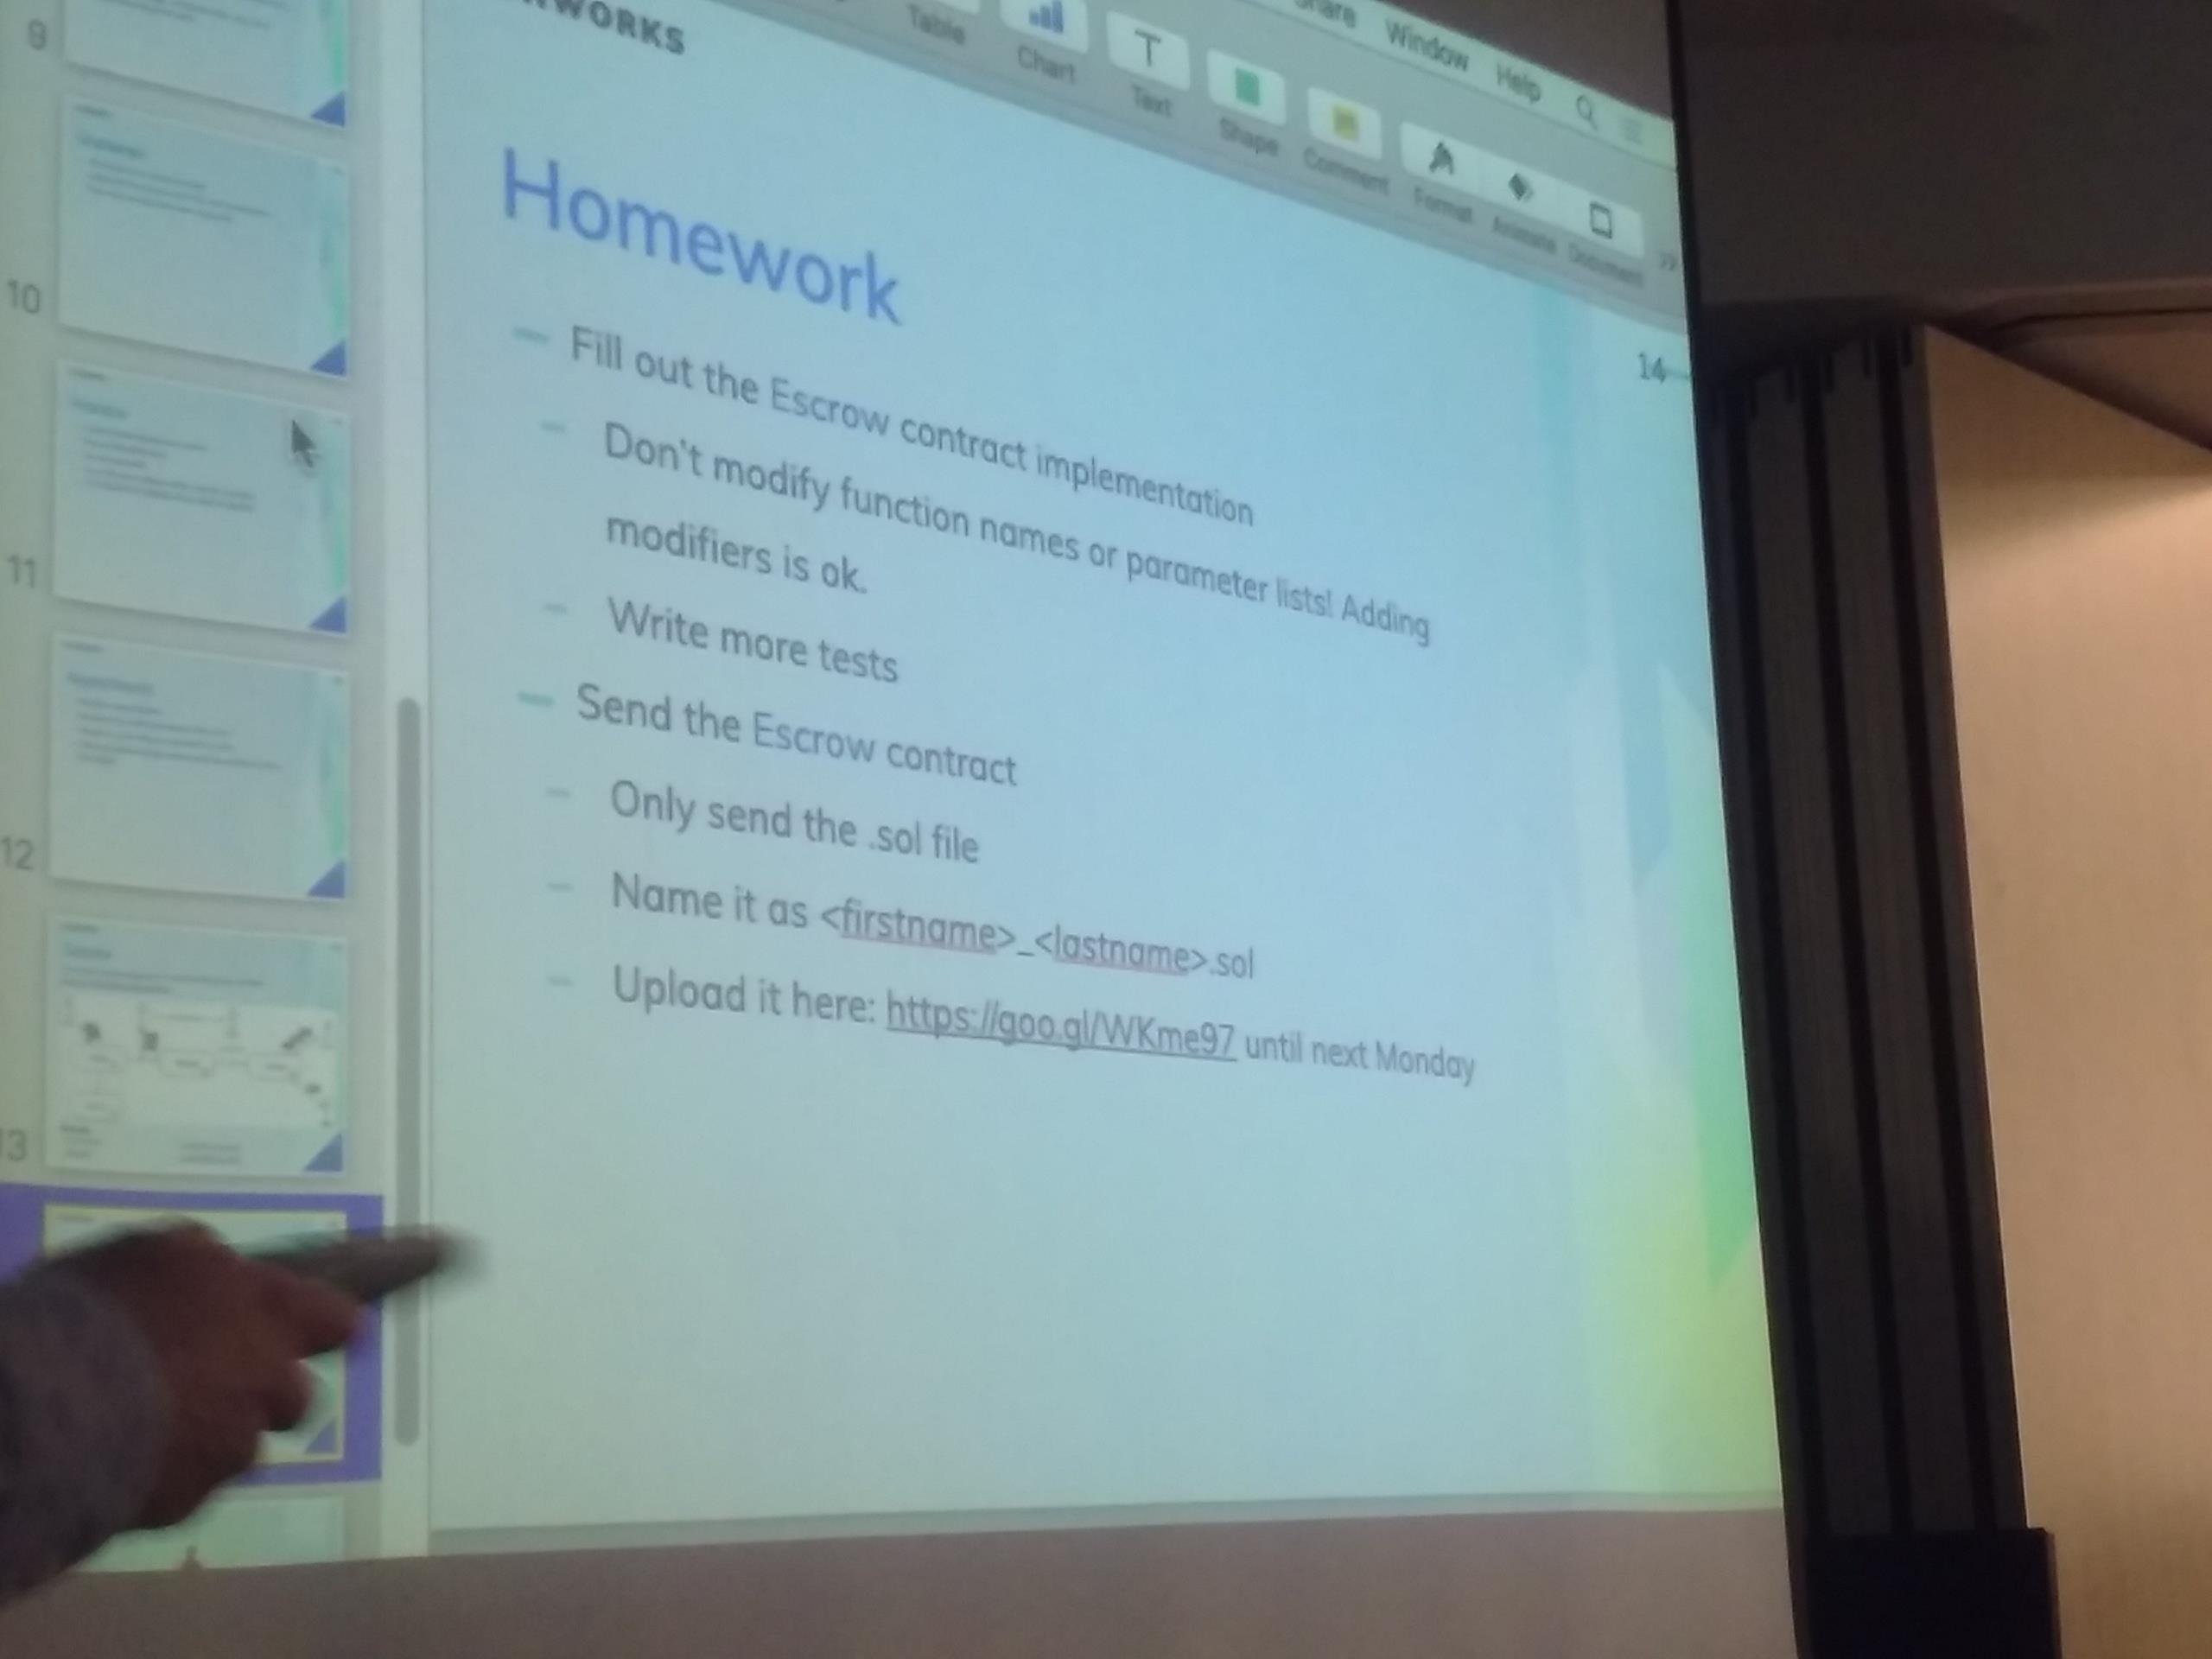 WORKS
Table
Chart
Text
Shape
Comment
Format
Animate
Document
Share
Window
Help
9
10
11
12
13
14
Homework
Fill out the Escrow contract implementation
Don't modify function names or parameter lists! Adding
modifiers is ok.
Write more tests
Send the Escrow contract
Only send the .sol file
Name it as <firstname>_<lastname>.sol
Upload it here: https://goo.gl/WKme97 until next Monday